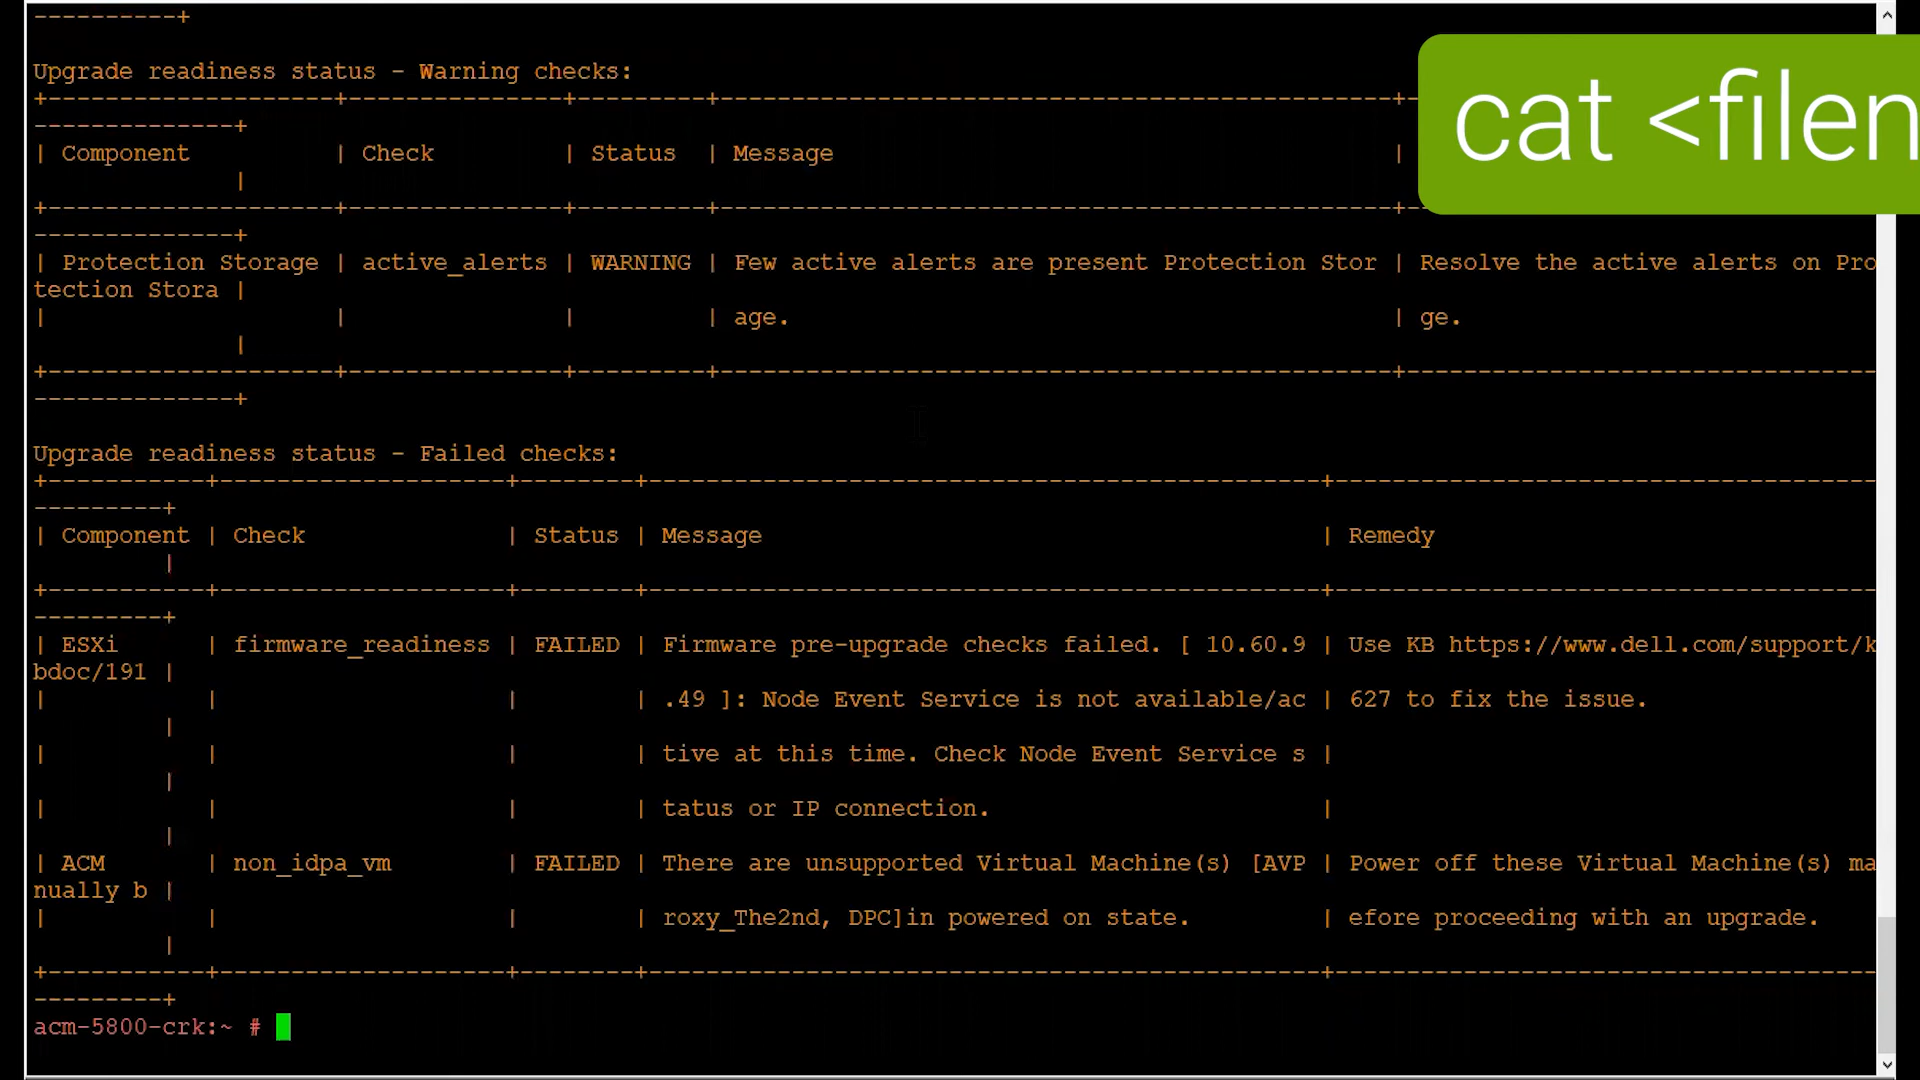 ----------+
Upgrade readiness status - Warning checks:
+--------------------+---------------+---------+-----------------------------------------------+-
--------------+
| Component | Check | Status | Message |
|
+--------------------+---------------+---------+-----------------------------------------------+-
--------------+
| Protection Storage | active_alerts | WARNING | Few active alerts are present Protection Stor | Resolve the active alerts on Pro
tection Stora |
| | | | age. | ge.
|
+--------------------+---------------+---------+-----------------------------------------------+---------------------------------
--------------+
Upgrade readiness status - Failed checks:
+-----------+--------------------+--------+-----------------------------------------------+--------------------------------------
---------+
| Component | Check | Status | Message | Remedy
|
+-----------+--------------------+--------+-----------------------------------------------+--------------------------------------
---------+
| ESXi | firmware_readiness | FAILED | Firmware pre-upgrade checks failed. [ 10.60.9 | Use KB https://www.dell.com/support/k
bdoc/191 |
| | | | .49 ]: Node Event Service is not available/ac | 627 to fix the issue.
|
| | | | tive at this time. Check Node Event Service s |
|
| | | | tatus or IP connection. |
|
| ACM | non_idpa_vm | FAILED | There are unsupported Virtual Machine(s) [AVP | Power off these Virtual Machine(s) ma
nually b |
| | | | roxy_The2nd, DPC]in powered on state. | efore proceeding with an upgrade.
|
+-----------+--------------------+--------+-----------------------------------------------+--------------------------------------
---------+
acm-5800-crk:~ #
cat <filen